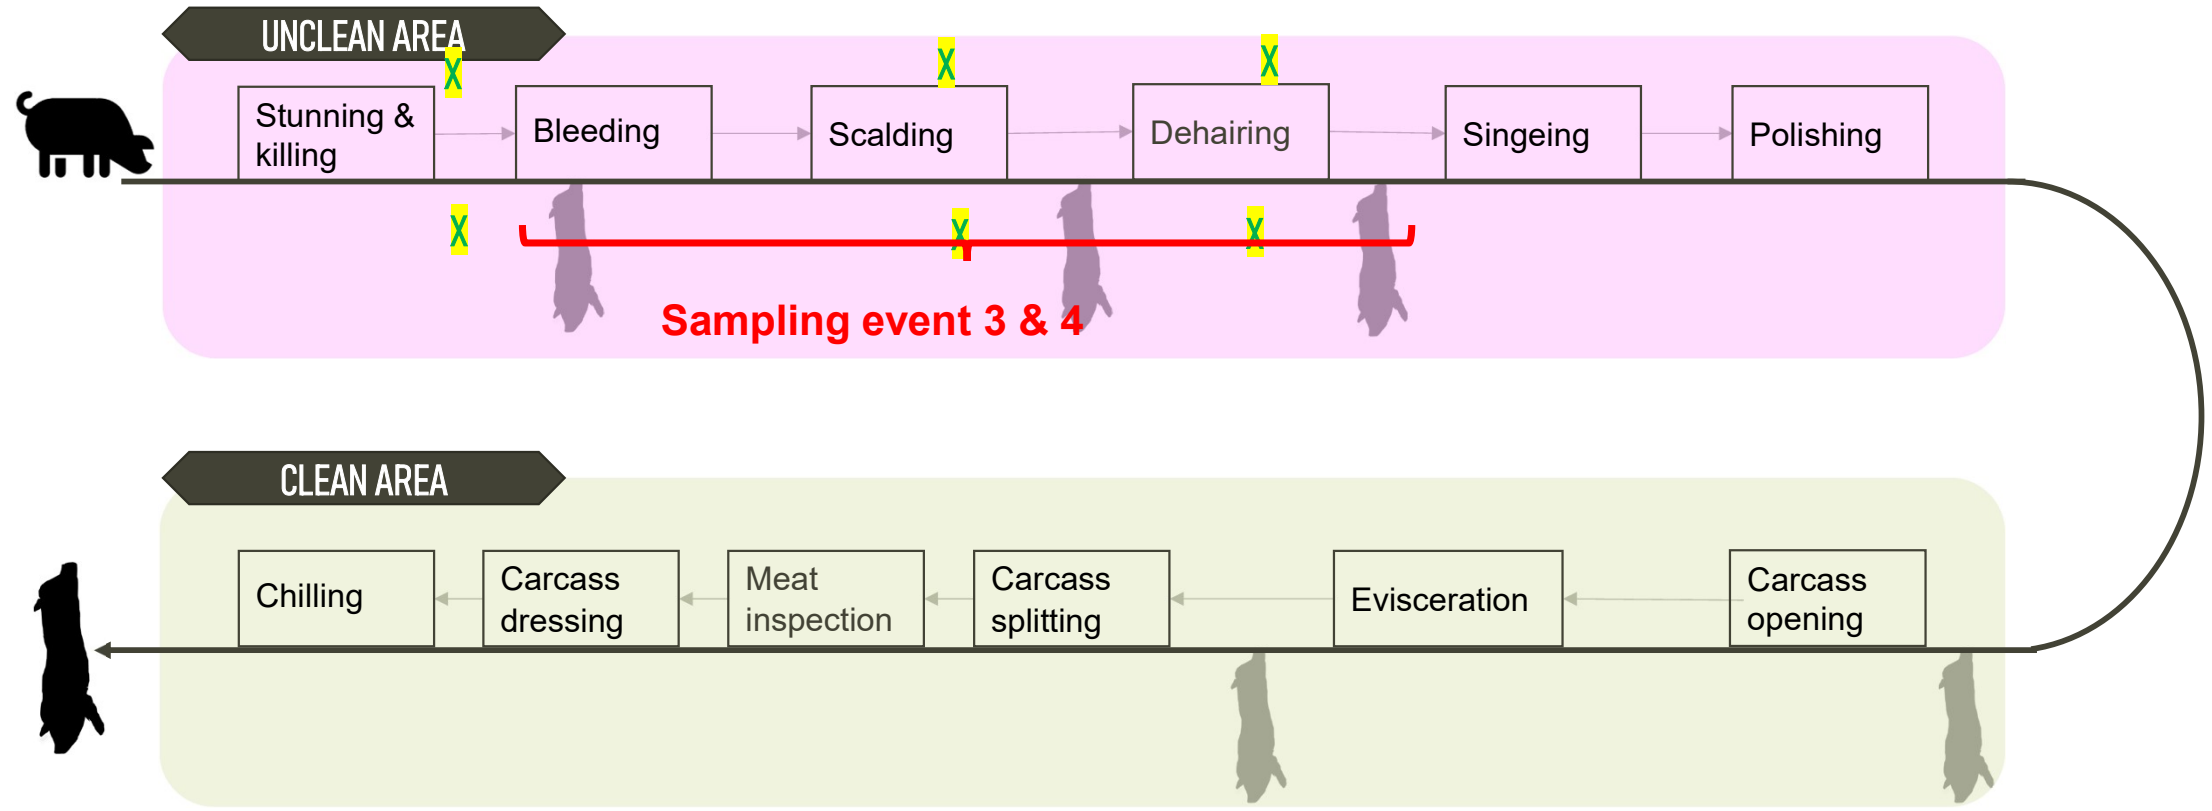 UNCLEAN AREA
X
X
X
Stunning &
killing
Bleeding
Scalding
Dehairing
Singeing
Polishing
X
X
X
Sampling event 3 & 4
CLEAN AREA
Chilling
Carcass
dressing
Meat
inspection
Carcass
splitting
Evisceration
Carcass
opening